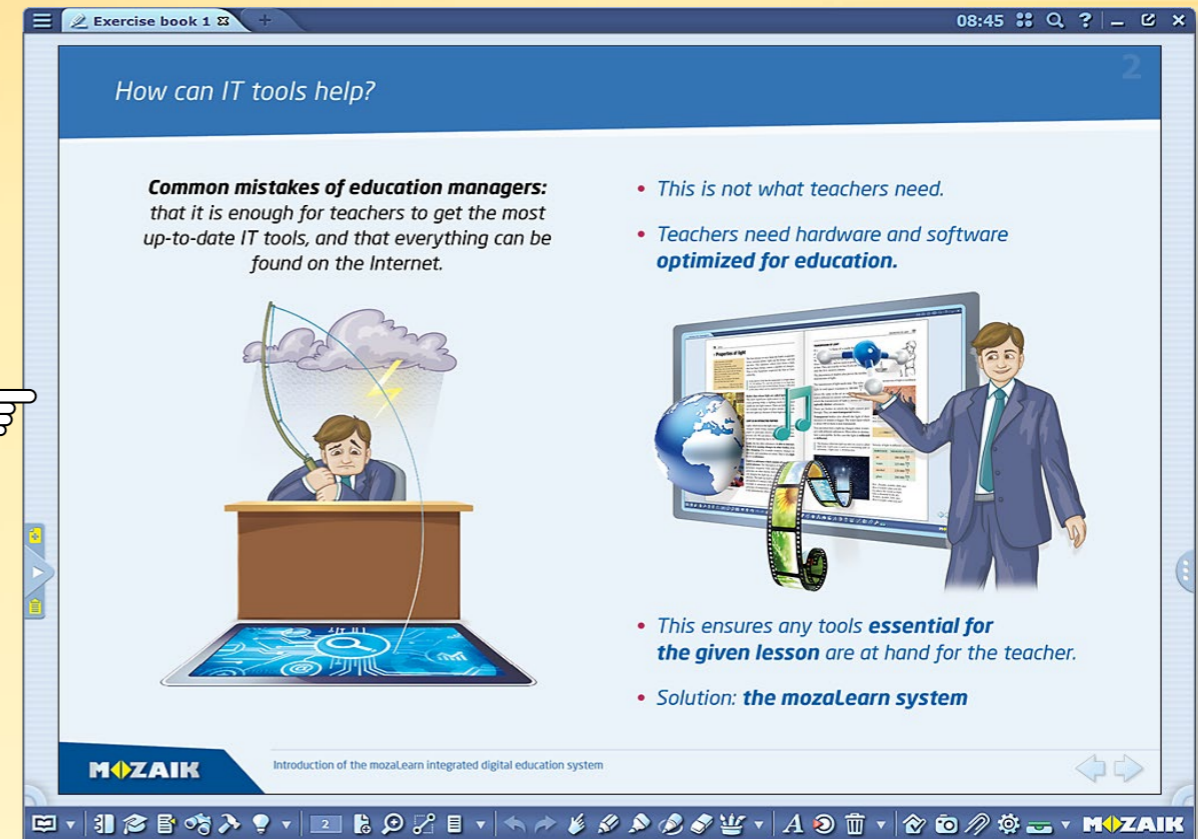 Exercise book 1
08:45
2
How can IT tools help?
Common mistakes of education managers:
that it is enough for teachers to get the most
up-to-date IT tools, and that everything can be
found on the Internet.
• This is not what teachers need.
• Teachers need hardware and software
optimized for education.
Properties of light
• This ensures any tools essential for
the given lesson are at hand for the teacher.
• Solution: the mozaLearn system
MOZAIK
Introduction of the mozaLearn integrated digital education system
2
A
MOZAIK